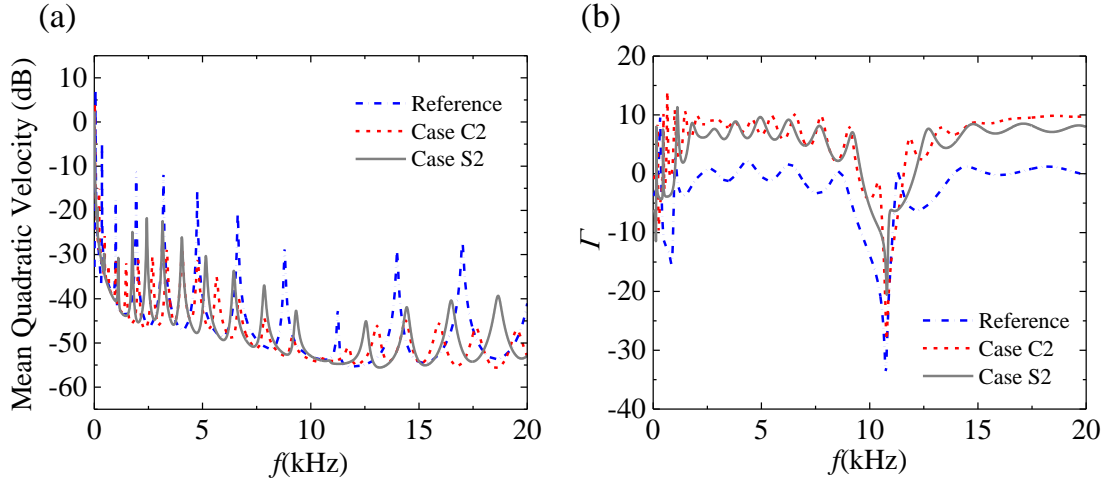 (a)
Mean Quadratic Velocity (dB)
10
0
-10
-20
-30
-40
-50
-60
Reference
Case C2
Case S2
0
5
10
15
20
f(kHz)
(b)
Γ
20
10
0
-10
-20
-30
-40
Reference
Case C2
Case S2
0
5
10
15
20
f(kHz)